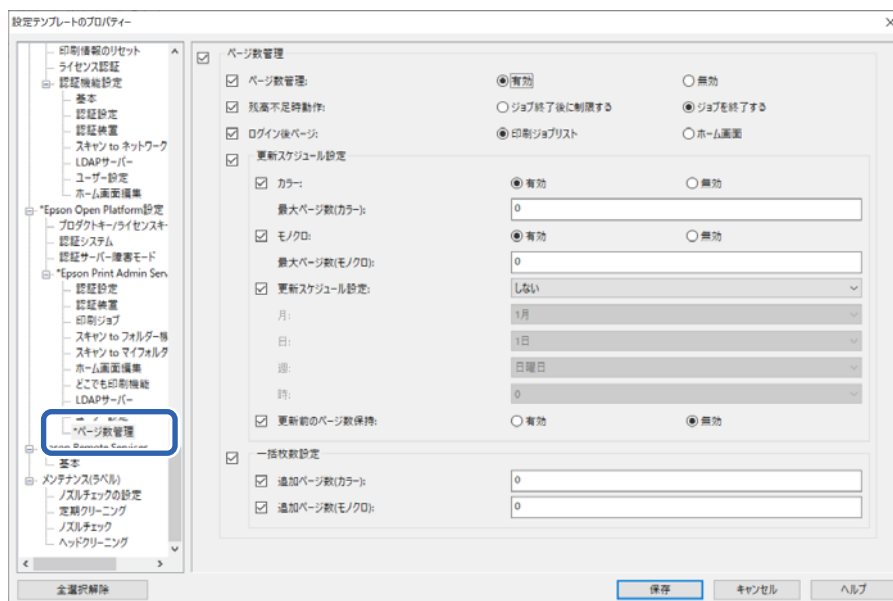 設定テンプレートのプロパティー
印刷情報のリセット
ライセンス認証
認証機能設定
基本
認証設定
認証装置
スキャン to ネットワーク
LDAPサーバー
ユーザー設定
ホーム画面編集
*Epson Open Platform設定
プロダクトキー/ライセンスキ-
認証システム
認証サーバー障害モード
*Epson Print Admin Serv
認証設定
認証装置
印刷ジョブ
スキャン to フォルダー機
スキャン to マイフォルダ
ホーム画面編集
どこでも印刷機能
LDAPサーバー
*ページ数管理
Epson Remote Services
基本
メンテナンス(ラベル)
ノズルチェックの設定
定期クリーニング
ノズルチェック
ヘッドクリーニング
全選択解除
ページ数管理
ページ数管理: 有効 無効
残高不足時動作: ジョブ終了後に制限する ジョブを終了する
ログイン後ページ: 印刷ジョブリスト ホーム画面
更新スケジュール設定
カラー: 有効 無効
最大ページ数(カラー): 0
モノクロ: 有効 無効
最大ページ数(モノクロ): 0
更新スケジュール設定: しない
月: 1月
日: 1日
週: 日曜日
時: 0
更新前のページ数保持: 有効 無効
一括枚数設定
追加ページ数(カラー): 0
追加ページ数(モノクロ): 0
保存 キャンセル ヘルプ